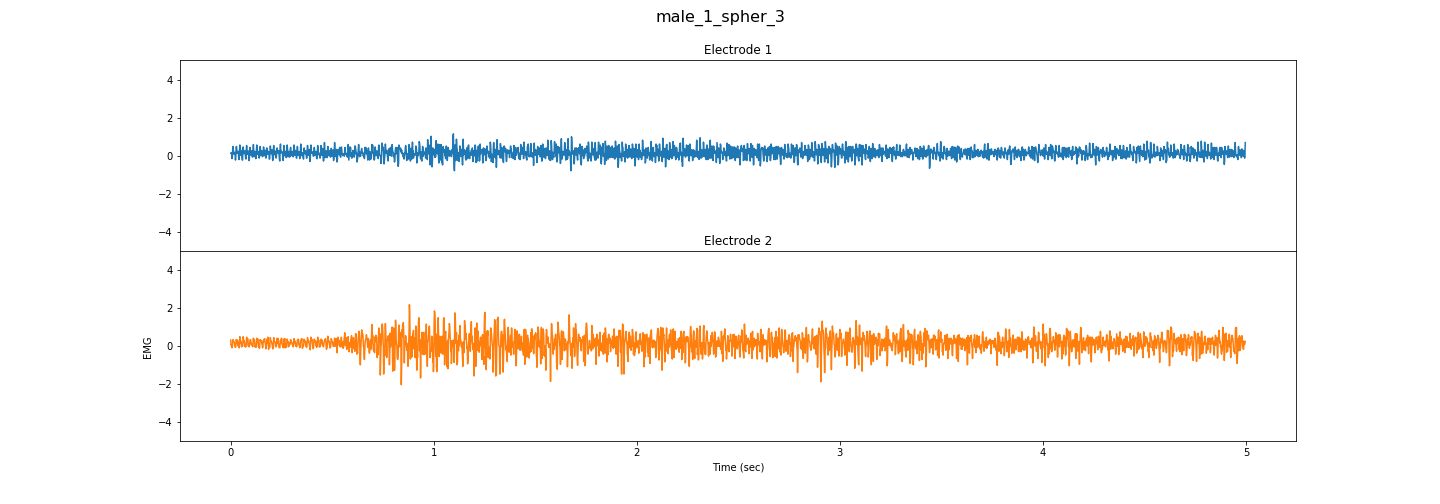 male_1_spher_3
Electrode 1
4
2
0
−2
−4
Electrode 2
4
2
0
−2
−4
EMG
0 1 2 3 4 5
Time (sec)